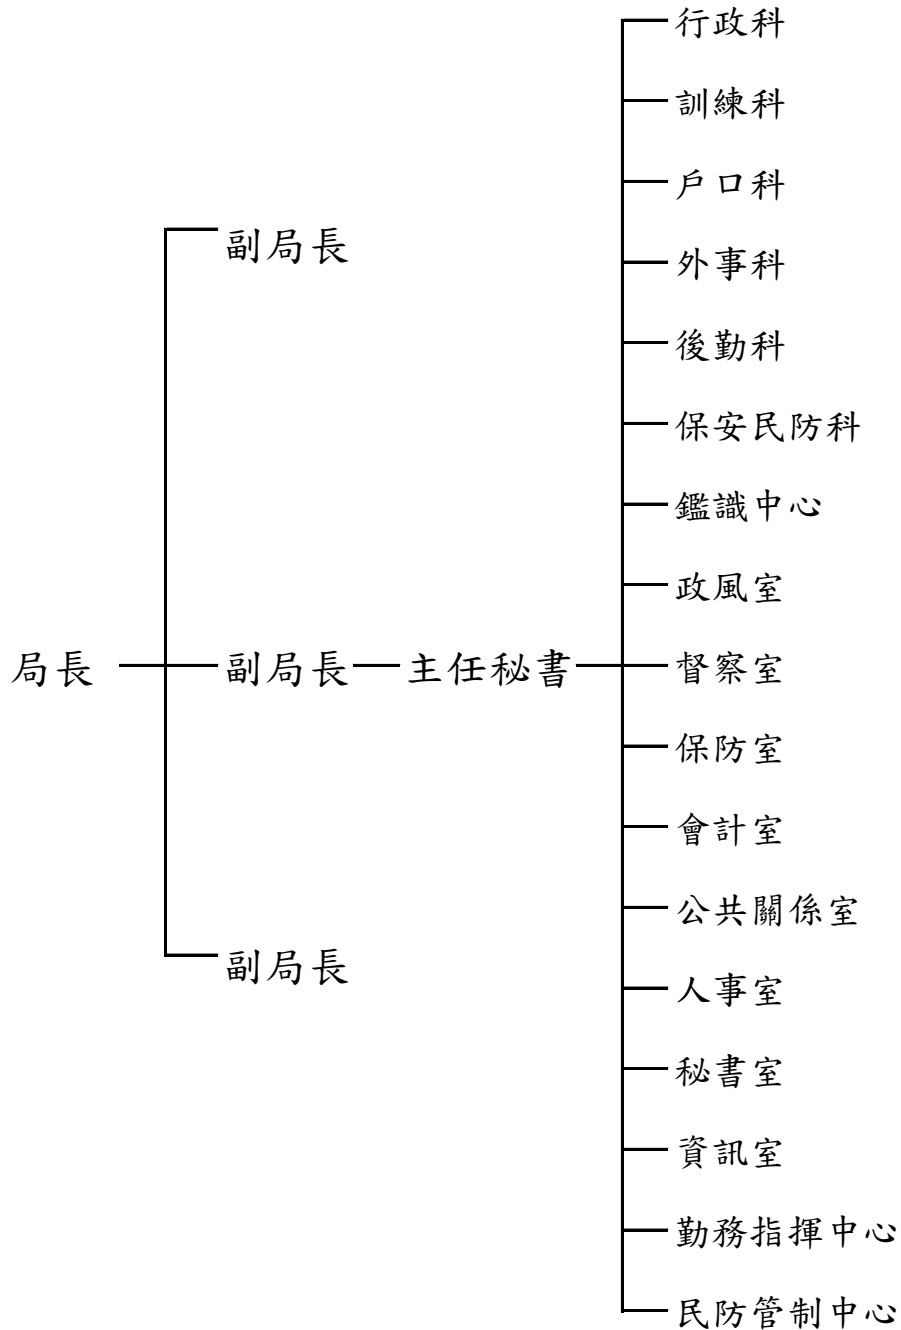 局長
副局長
副局長
副局長
主任秘書
行政科
訓練科
戶口科
外事科
後勤科
保安民防科
鑑識中心
政風室
督察室
保防室
會計室
公共關係室
人事室
秘書室
資訊室
勤務指揮中心
民防管制中心